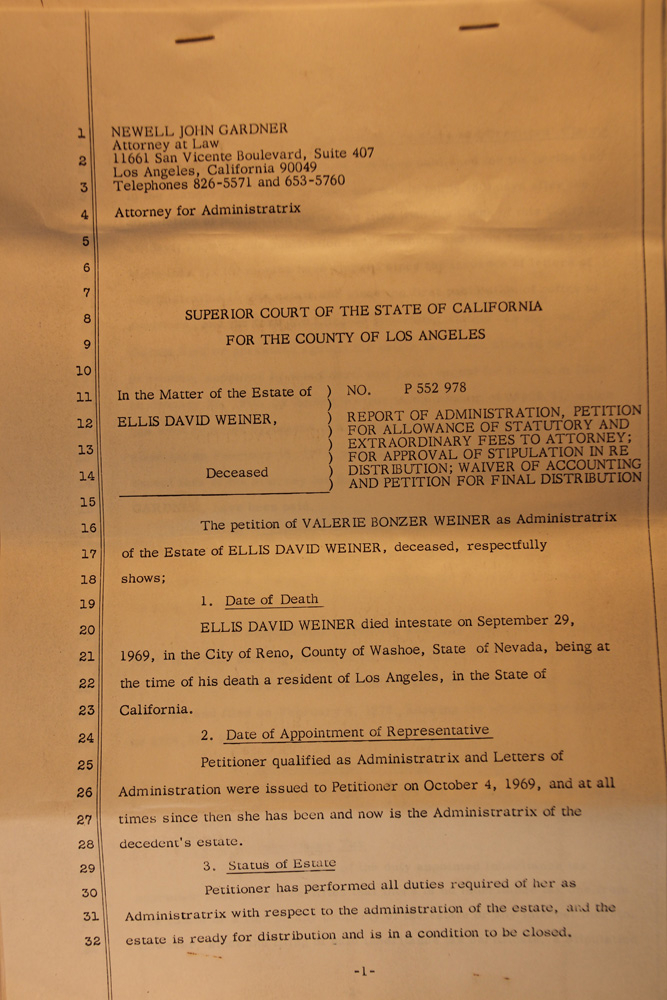 1 NEWELL JOHN GARDNER
Attorney at Law
2 11661 San Vicente Boulevard, Suite 407
Los Angeles, California 90049
3 Telephones 826-5571 and 653-5760
4 Attorney for Administratrix
5
6
7
8 SUPERIOR COURT OF THE STATE OF CALIFORNIA
9 FOR THE COUNTY OF LOS ANGELES
10
11 In the Matter of the Estate of ) NO. P 552 978
)
12 ELLIS DAVID WEINER, ) REPORT OF ADMINISTRATION, PETITION
) FOR ALLOWANCE OF STATUTORY AND
13 ) EXTRAORDINARY FEES TO ATTORNEY;
) FOR APPROVAL OF STIPULATION IN RE
14 Deceased ) DISTRIBUTION; WAIVER OF ACCOUNTING
) AND PETITION FOR FINAL DISTRIBUTION
15
16 The petition of VALERIE BONZER WEINER as Administratrix
17 of the Estate of ELLIS DAVID WEINER, deceased, respectfully
18 shows;
19 1. Date of Death
20 ELLIS DAVID WEINER died intestate on September 29,
21 1969, in the City of Reno, County of Washoe, State of Nevada, being at
22 the time of his death a resident of Los Angeles, in the State of
23 California.
24 2. Date of Appointment of Representative
25 Petitioner qualified as Administratrix and Letters of
26 Administration were issued to Petitioner on October 4, 1969, and at all
27 times since then she has been and now is the Administratrix of the
28 decedent's estate.
29 3. Status of Estate
30 Petitioner has performed all duties required of her as
31 Administratrix with respect to the administration of the estate, and the
32 estate is ready for distribution and is in a condition to be closed.
-1-